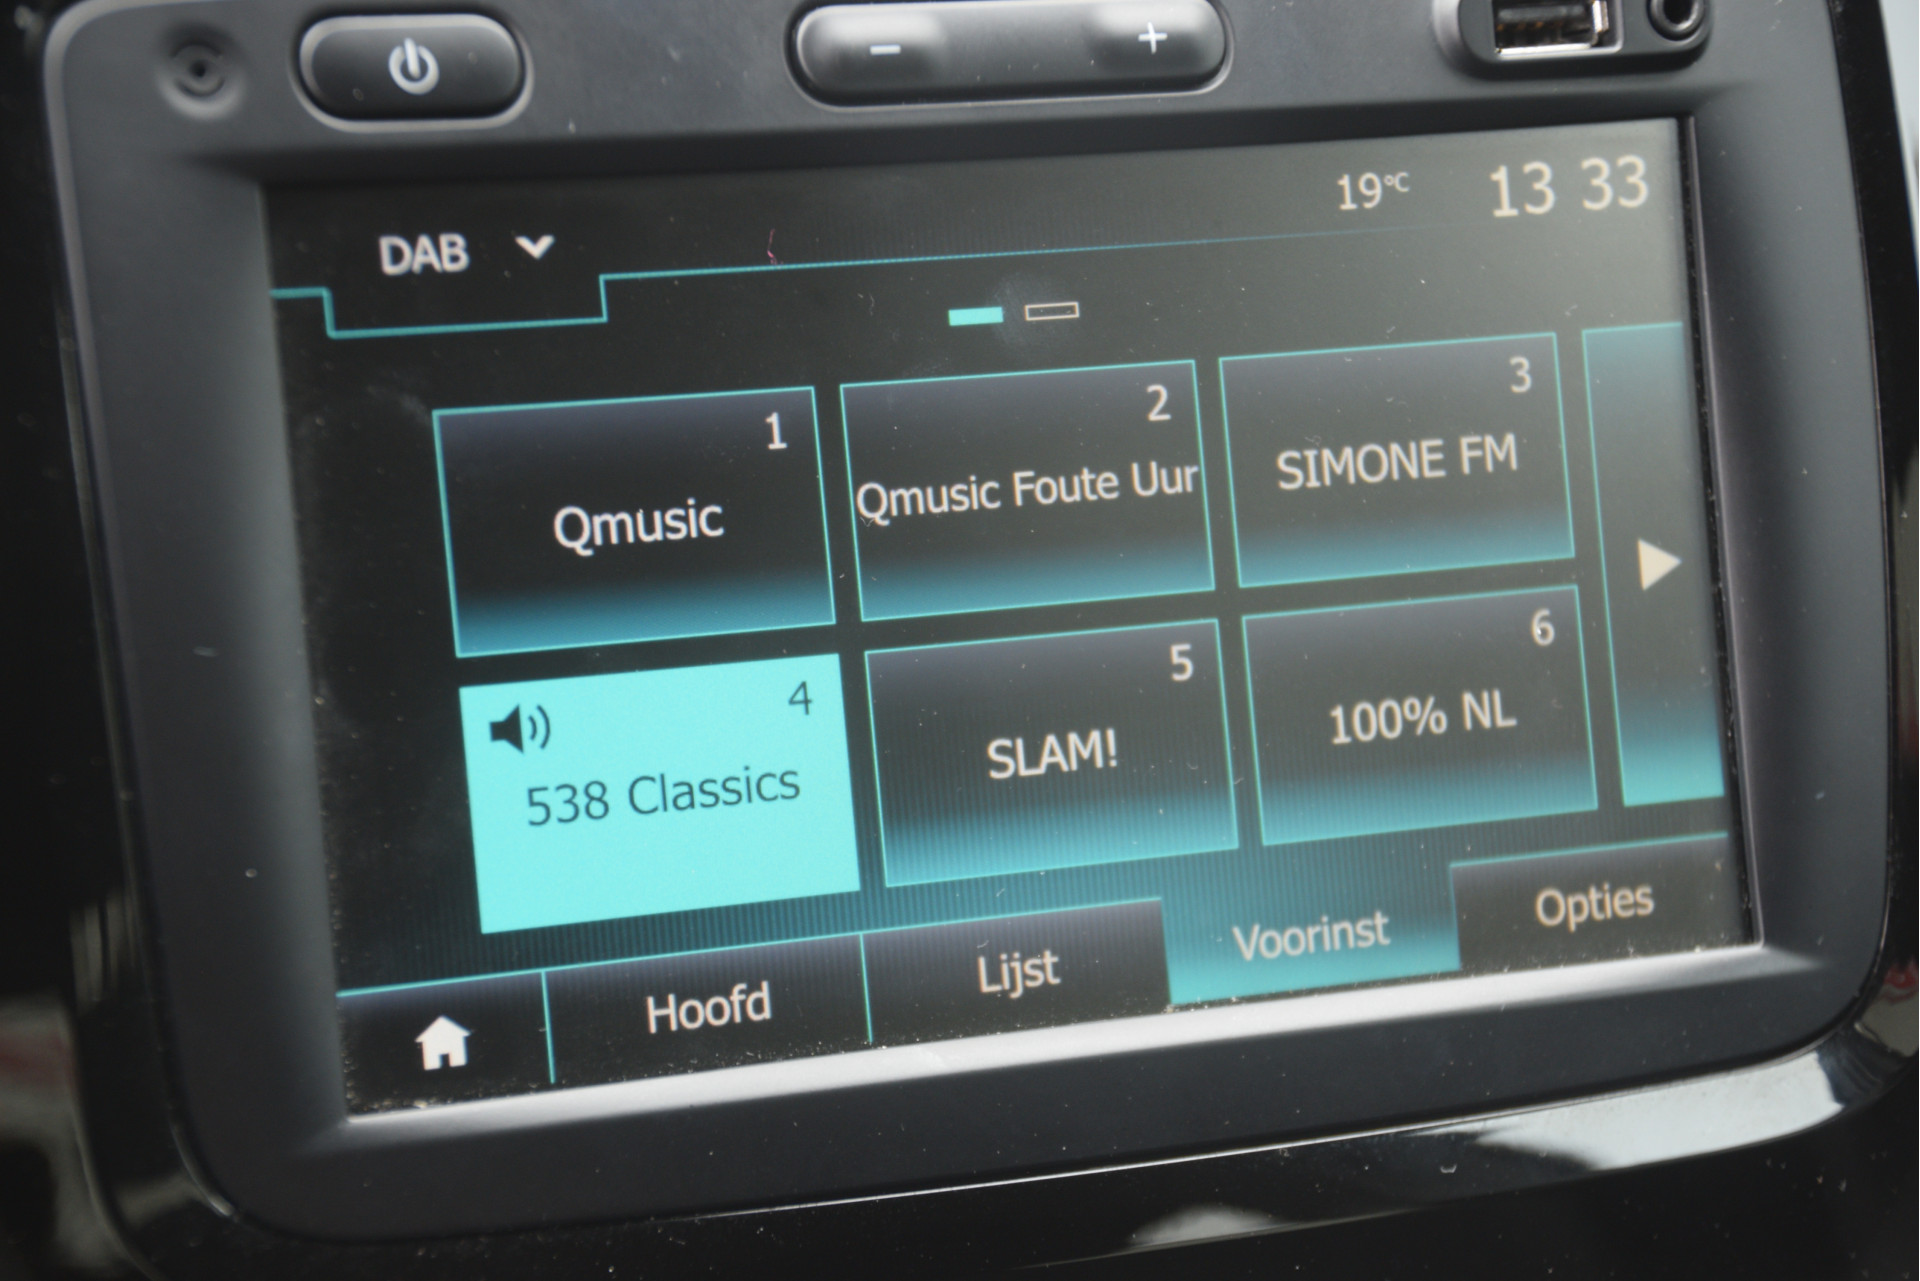 19°C 13 33
DAB
1
Qmusic
2
Qmusic Foute Uur
3
SIMONE FM
4
538 Classics
5
SLAM!
6
100% NL
Hoofd
Lijst
Voorinst
Opties